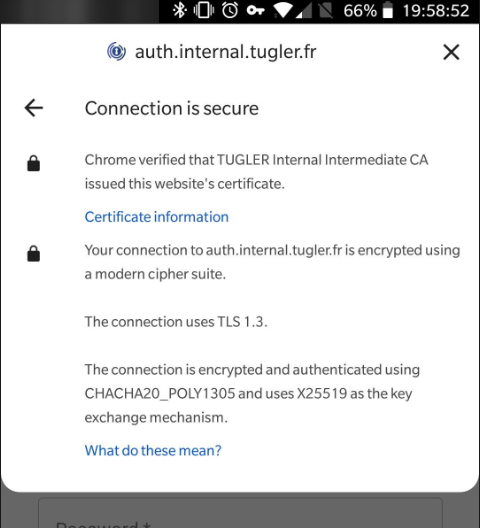 66% 19:58:52
auth.internal.tugler.fr
Connection is secure
Chrome verified that TUGLER Internal Intermediate CA
issued this website's certificate.
Certificate information
Your connection to auth.internal.tugler.fr is encrypted using
a modern cipher suite.
The connection uses TLS 1.3.
The connection is encrypted and authenticated using
CHACHA20_POLY1305 and uses X25519 as the key
exchange mechanism.
What do these mean?
Password *